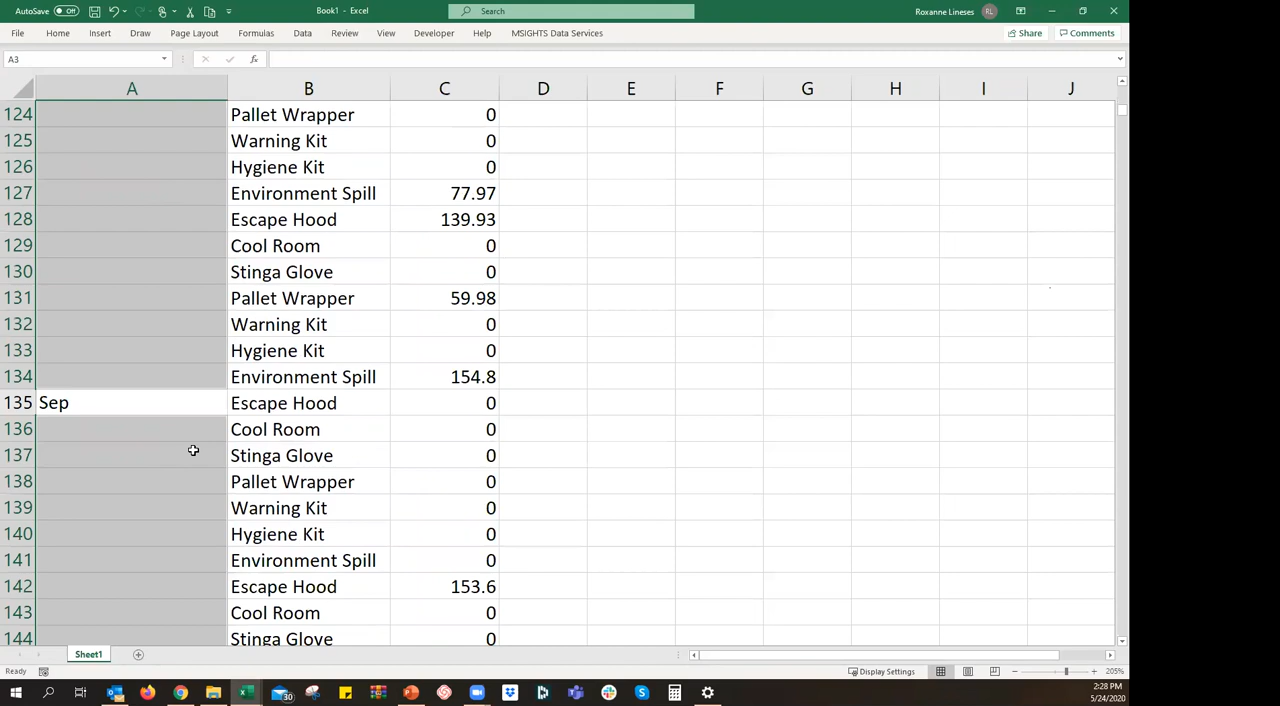 AutoSave Off Book1 - Excel Search Roxanne Lineses RL
File Home Insert Draw Page Layout Formulas Data Review View Developer Help MSIGHTS Data Services Share Comments
A3 fx
A B C D E F G H I J
124 Pallet Wrapper 0
125 Warning Kit 0
126 Hygiene Kit 0
127 Environment Spill 77.97
128 Escape Hood 139.93
129 Cool Room 0
130 Stinga Glove 0
131 Pallet Wrapper 59.98
132 Warning Kit 0
133 Hygiene Kit 0
134 Environment Spill 154.8
135 Sep Escape Hood 0
136 Cool Room 0
137 Stinga Glove 0
138 Pallet Wrapper 0
139 Warning Kit 0
140 Hygiene Kit 0
141 Environment Spill 0
142 Escape Hood 153.6
143 Cool Room 0
144 Stinga Glove 0
Sheet1
Ready Display Settings 205%
30 2:28 PM
5/24/2020